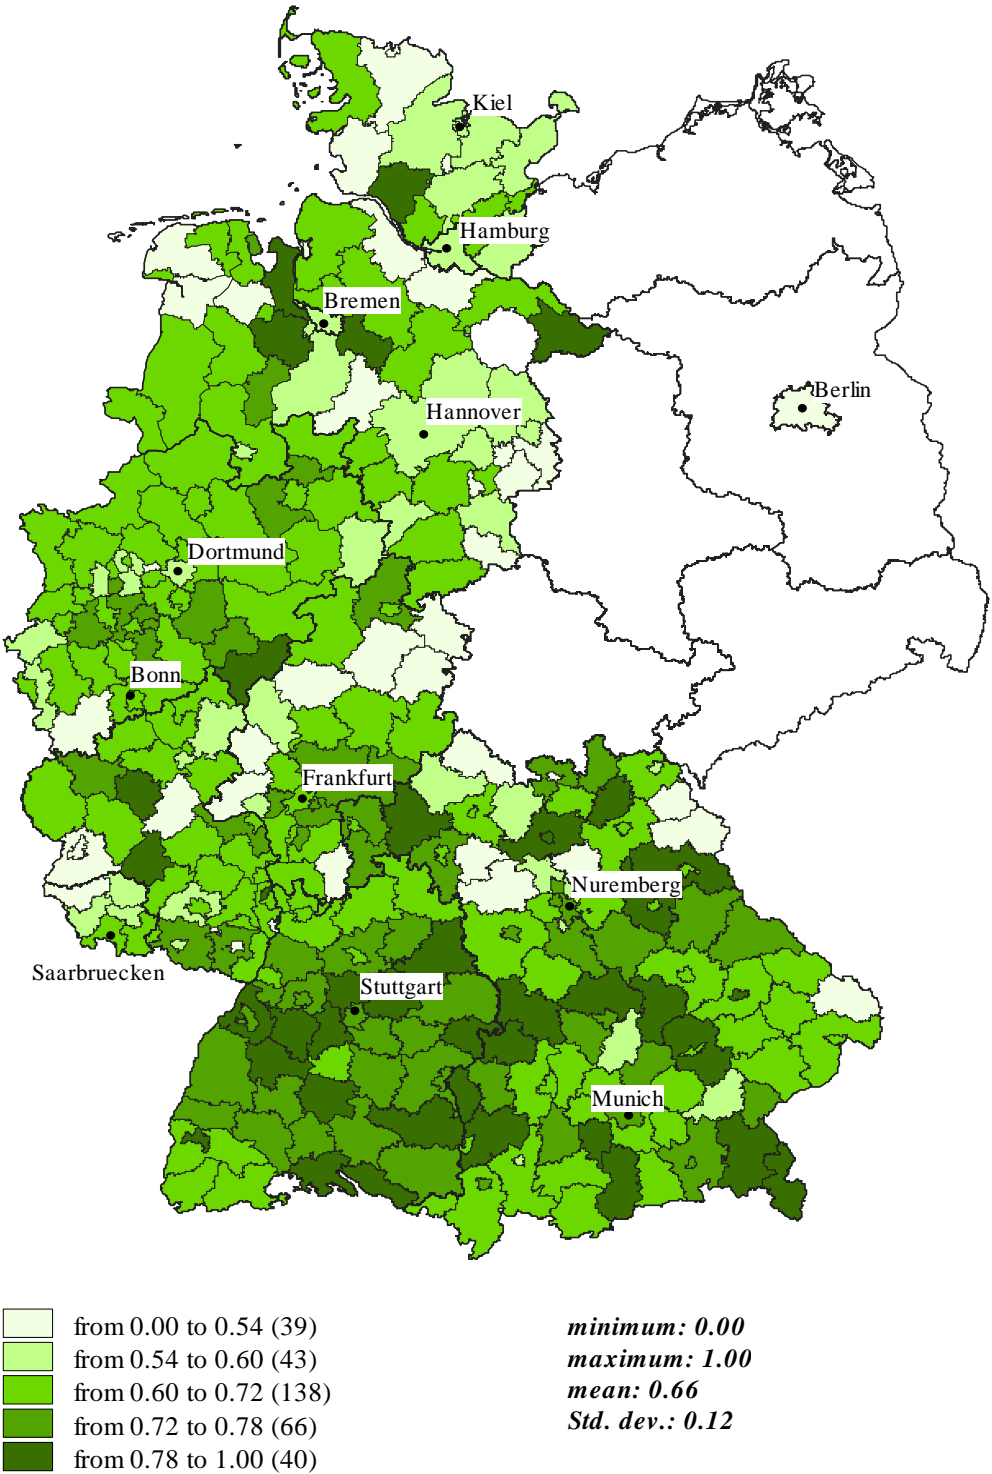 Kiel
Hamburg
Bremen
Berlin
Hannover
Dortmund
Bonn
Frankfurt
Nuremberg
Saarbruecken
Stuttgart
Munich
from 0.00 to 0.54 (39)
from 0.54 to 0.60 (43)
from 0.60 to 0.72 (138)
from 0.72 to 0.78 (66)
from 0.78 to 1.00 (40)
minimum: 0.00
maximum: 1.00
mean: 0.66
Std. dev.: 0.12